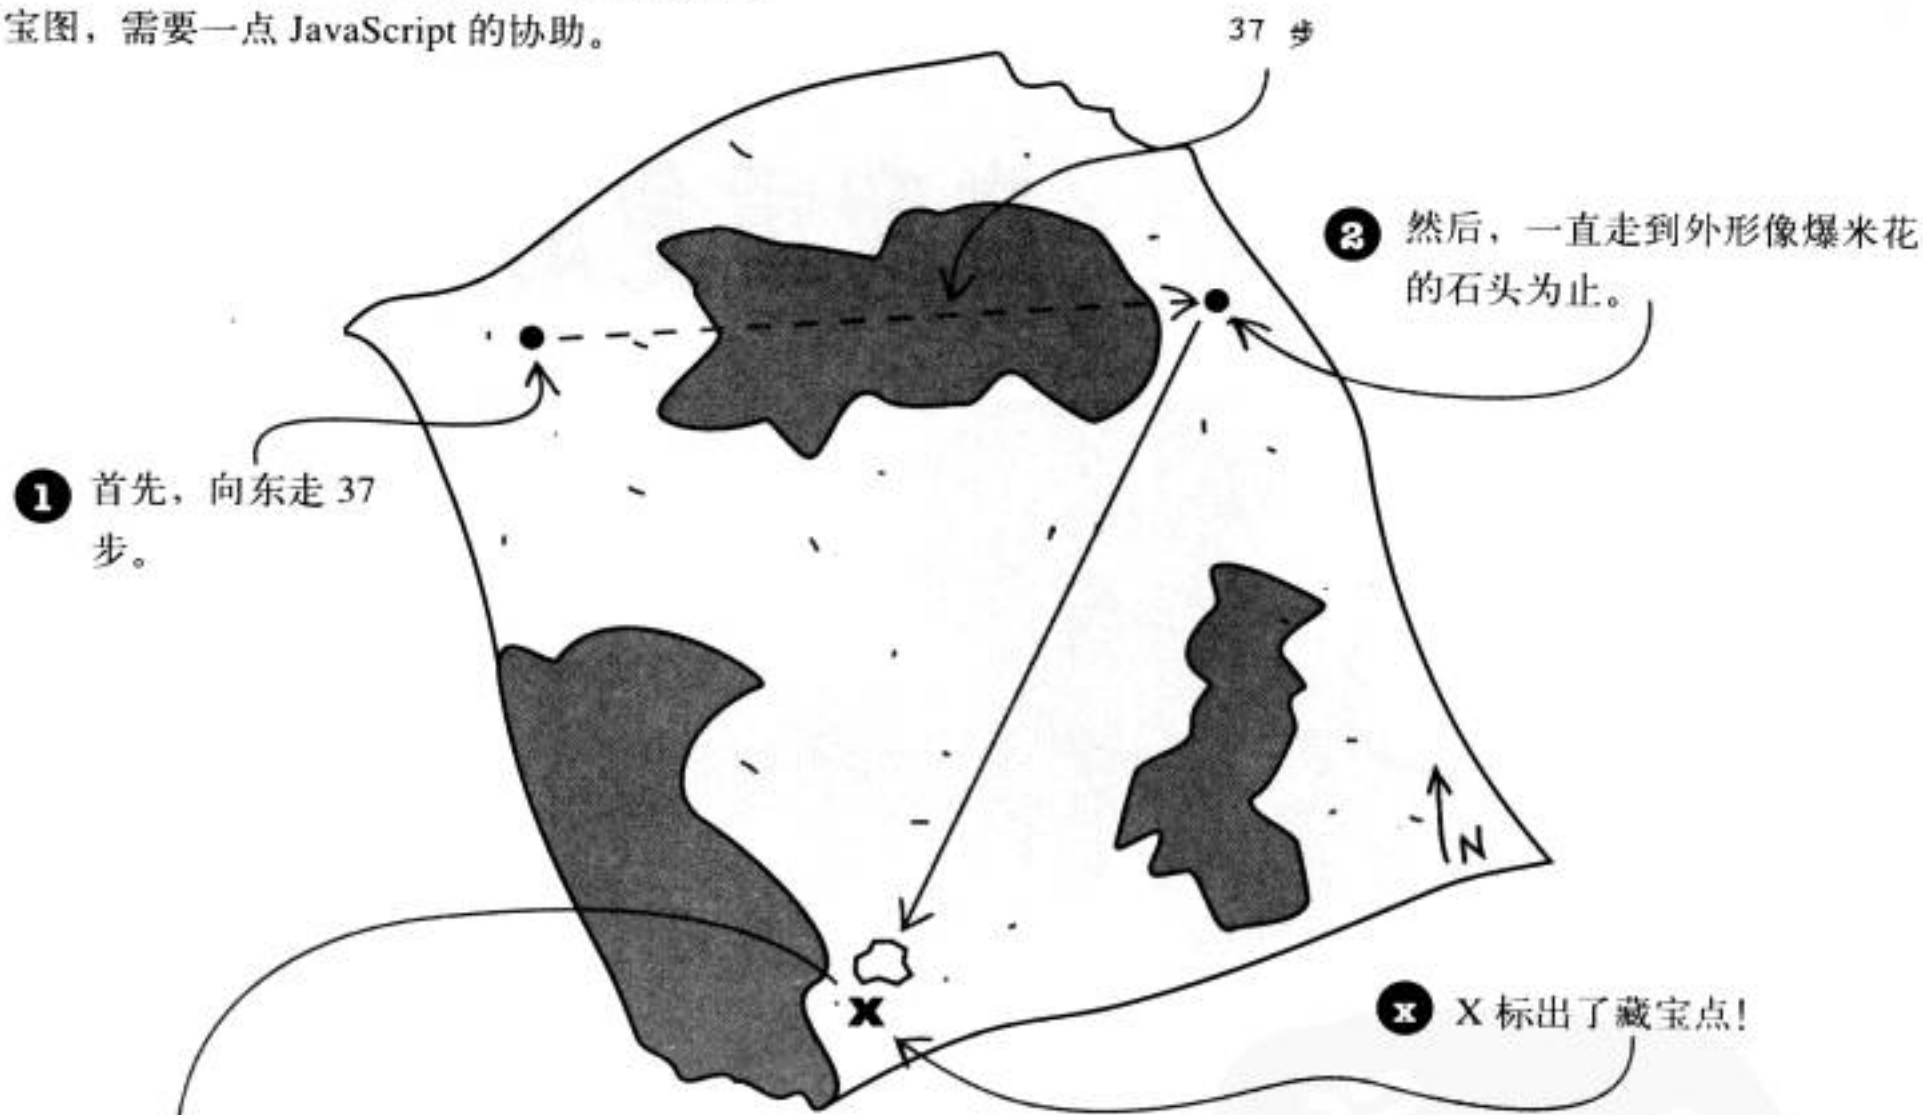 宝图，需要一点 JavaScript 的协助。
37 步
❷ 然后，一直走到外形像爆米花
的石头为止。
❶ 首先，向东走 37
步。
N
X
x X 标出了藏宝点！